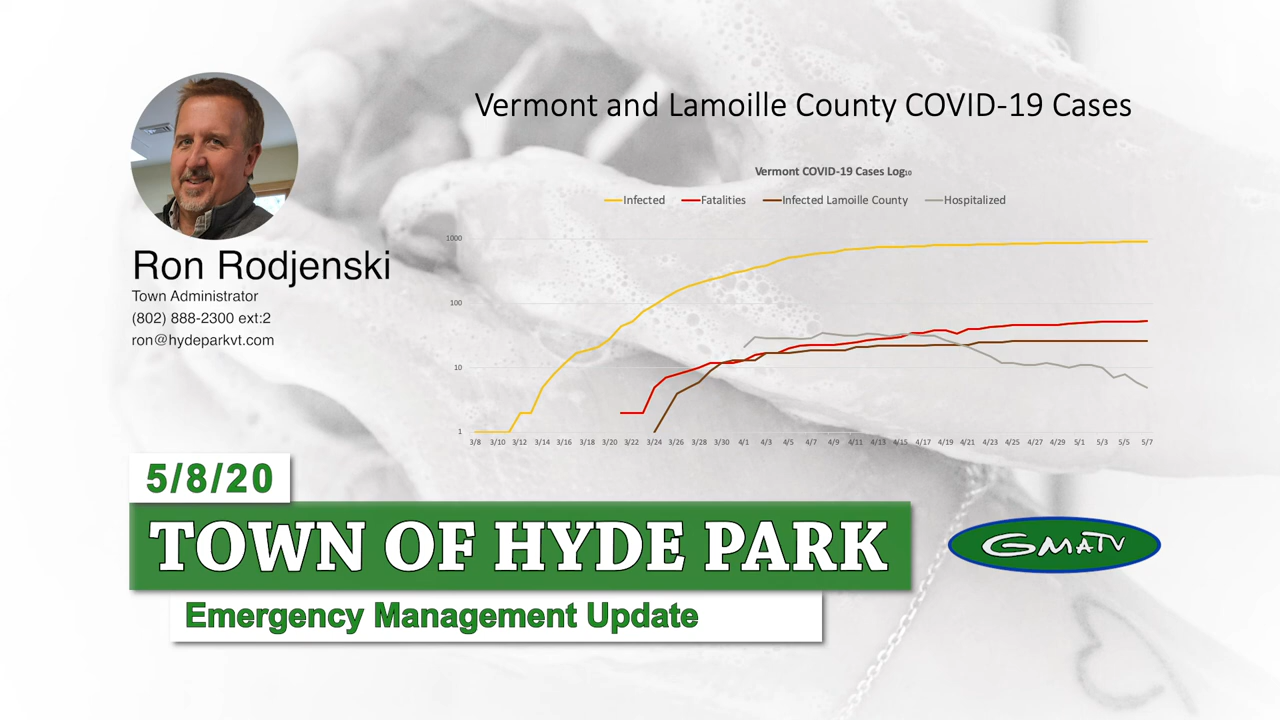 Vermont and Lamoille County COVID-19 Cases
Vermont COVID-19 Cases Log₁₀
Infected Fatalities Infected Lamoille County Hospitalized
1000
100
10
1
3/8 3/10 3/12 3/14 3/16 3/18 3/20 3/22 3/24 3/26 3/28 3/30 4/1 4/3 4/5 4/7 4/9 4/11 4/13 4/15 4/17 4/19 4/21 4/23 4/25 4/27 4/29 5/1 5/3 5/5 5/7
Ron Rodjenski
Town Administrator
(802) 888-2300 ext:2
ron@hydeparkvt.com
5/8/20
TOWN OF HYDE PARK
GMATV
Emergency Management Update